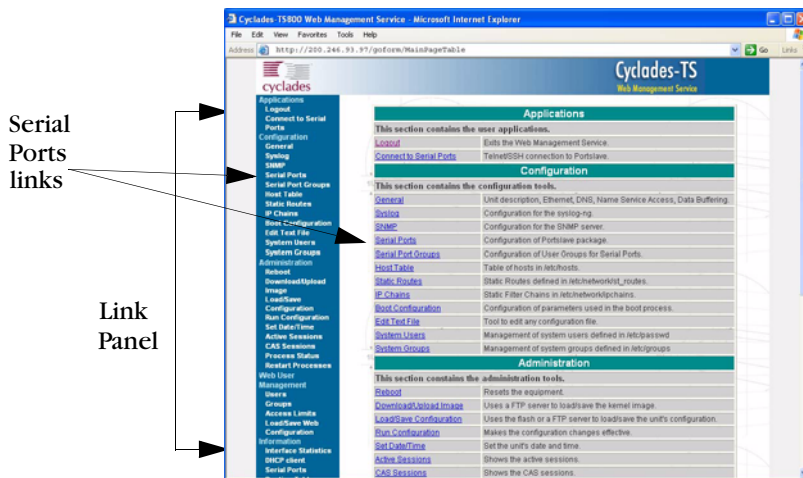 Cyclades-TS800 Web Management Service - Microsoft Internet Explorer
File Edit View Favorites Tools Help
Address http://200.246.93.97/goform/MainPageTable Go Links
cyclades
Cyclades-TS
Web Management Service
Serial
Ports
links
Link
Panel
Applications
Logout
Connect to Serial
Ports
Configuration
General
Syslog
SNMP
Serial Ports
Serial Port Groups
Host Table
Static Routes
IP Chains
Boot Configuration
Edit Text File
System Users
System Groups
Administration
Reboot
Download/Upload
Image
Load/Save
Configuration
Run Configuration
Set Date/Time
Active Sessions
CAS Sessions
Process Status
Restart Processes
Web User
Management
Users
Groups
Access Limits
Load/Save Web
Configuration
Information
Interface Statistics
DHCP client
Serial Ports
Applications
This section contains the user applications.
Logout Exits the Web Management Service.
Connect to Serial Ports Telnet/SSH connection to Portslave.
Configuration
This section contains the configuration tools.
General Unit description, Ethernet, DNS, Name Service Access, Data Buffering.
Syslog Configuration for the syslog-ng.
SNMP Configuration for the SNMP server.
Serial Ports Configuration of Portslave package.
Serial Port Groups Configuration of User Groups for Serial Ports.
Host Table Table of hosts in /etc/hosts.
Static Routes Static Routes defined in /etc/network/st_routes.
IP Chains Static Filter Chains in /etc/network/ipchains.
Boot Configuration Configuration of parameters used in the boot process.
Edit Text File Tool to edit any configuration file.
System Users Management of system users defined in /etc/passwd
System Groups Management of system groups defined in /etc/groups
Administration
This section constains the administration tools.
Reboot Resets the equipment.
Download/Upload Image Uses a FTP server to load/save the kernel image.
Load/Save Configuration Uses the flash or a FTP server to load/save the unit's configuration.
Run Configuration Makes the configuration changes effective.
Set Date/Time Set the unit's date and time.
Active Sessions Shows the active sessions.
CAS Sessions Shows the CAS sessions.